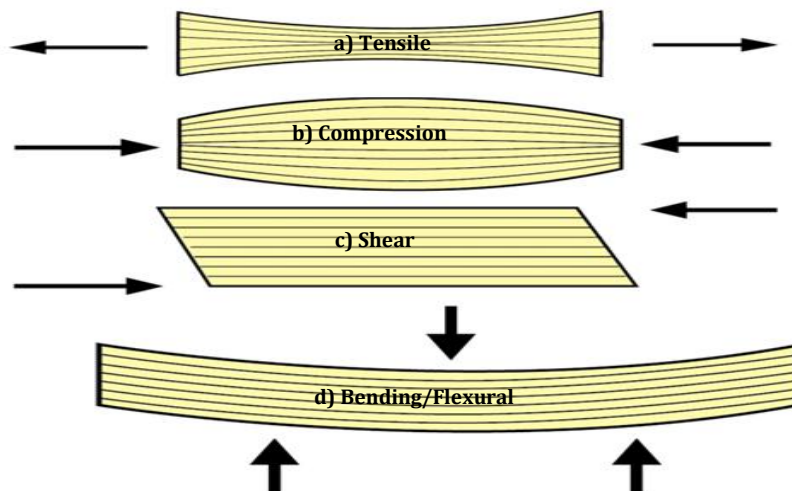 a) Tensile
b) Compression
c) Shear
d) Bending/Flexural